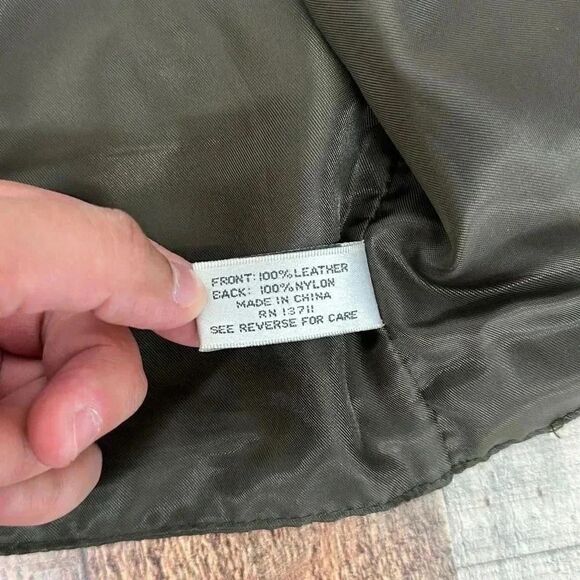 FRONT: 100% LEATHER
BACK: 100% NYLON
MADE IN CHINA
RN 13711
SEE REVERSE FOR CARE